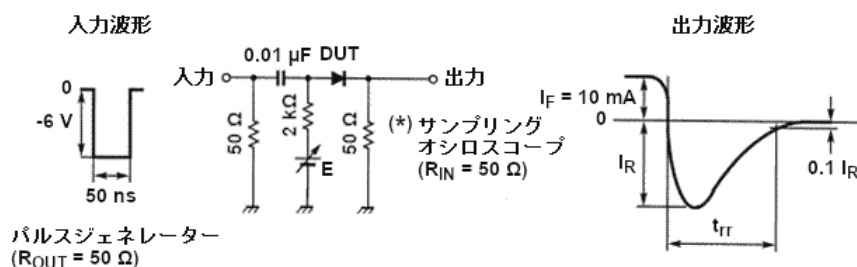 入力波形
0
-6 V
50 ns
パルスジェネレーター
(ROUT = 50 Ω)
0.01 µF DUT
入力
出力
50 Ω
2 kΩ
E
50 Ω
(*) サンプリング
オシロスコープ
(RIN = 50 Ω)
出力波形
IF = 10 mA
0
IR
0.1 IR
trr